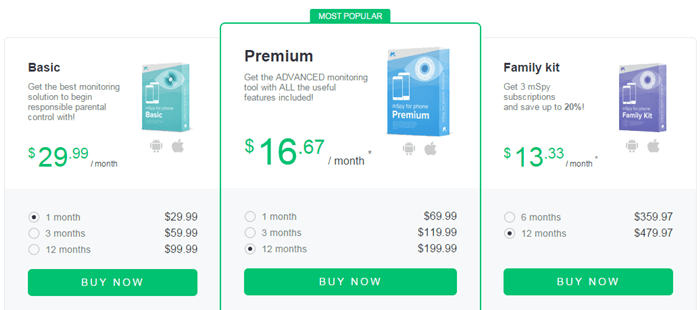 MOST POPULAR
Basic
Get the best monitoring
solution to begin
responsible parental
control with!
mSpy for phone
Basic
$29.99 / month
1 month $29.99
3 months $59.99
12 months $99.99
BUY NOW
Premium
Get the ADVANCED monitoring
tool with ALL the useful
features included!
mSpy for phone
Premium
$16.67 / month *
1 month $69.99
3 months $119.99
12 months $199.99
BUY NOW
Family kit
Get 3 mSpy
subscriptions
and save up to 20%!
mSpy for phone
Family Kit
$13.33 / month *
6 months $359.97
12 months $479.97
BUY NOW